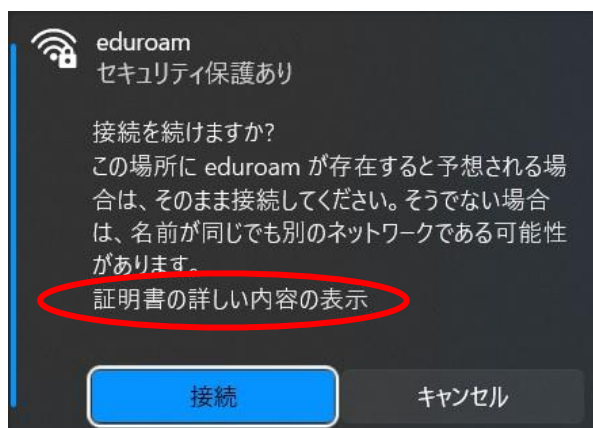 eduroam
セキュリティ保護あり
接続を続けますか?
この場所に eduroam が存在すると予想される場
合は、そのまま接続してください。そうでない場合
は、名前が同じでも別のネットワークである可能性
があります。
証明書の詳しい内容の表示
接続
キャンセル